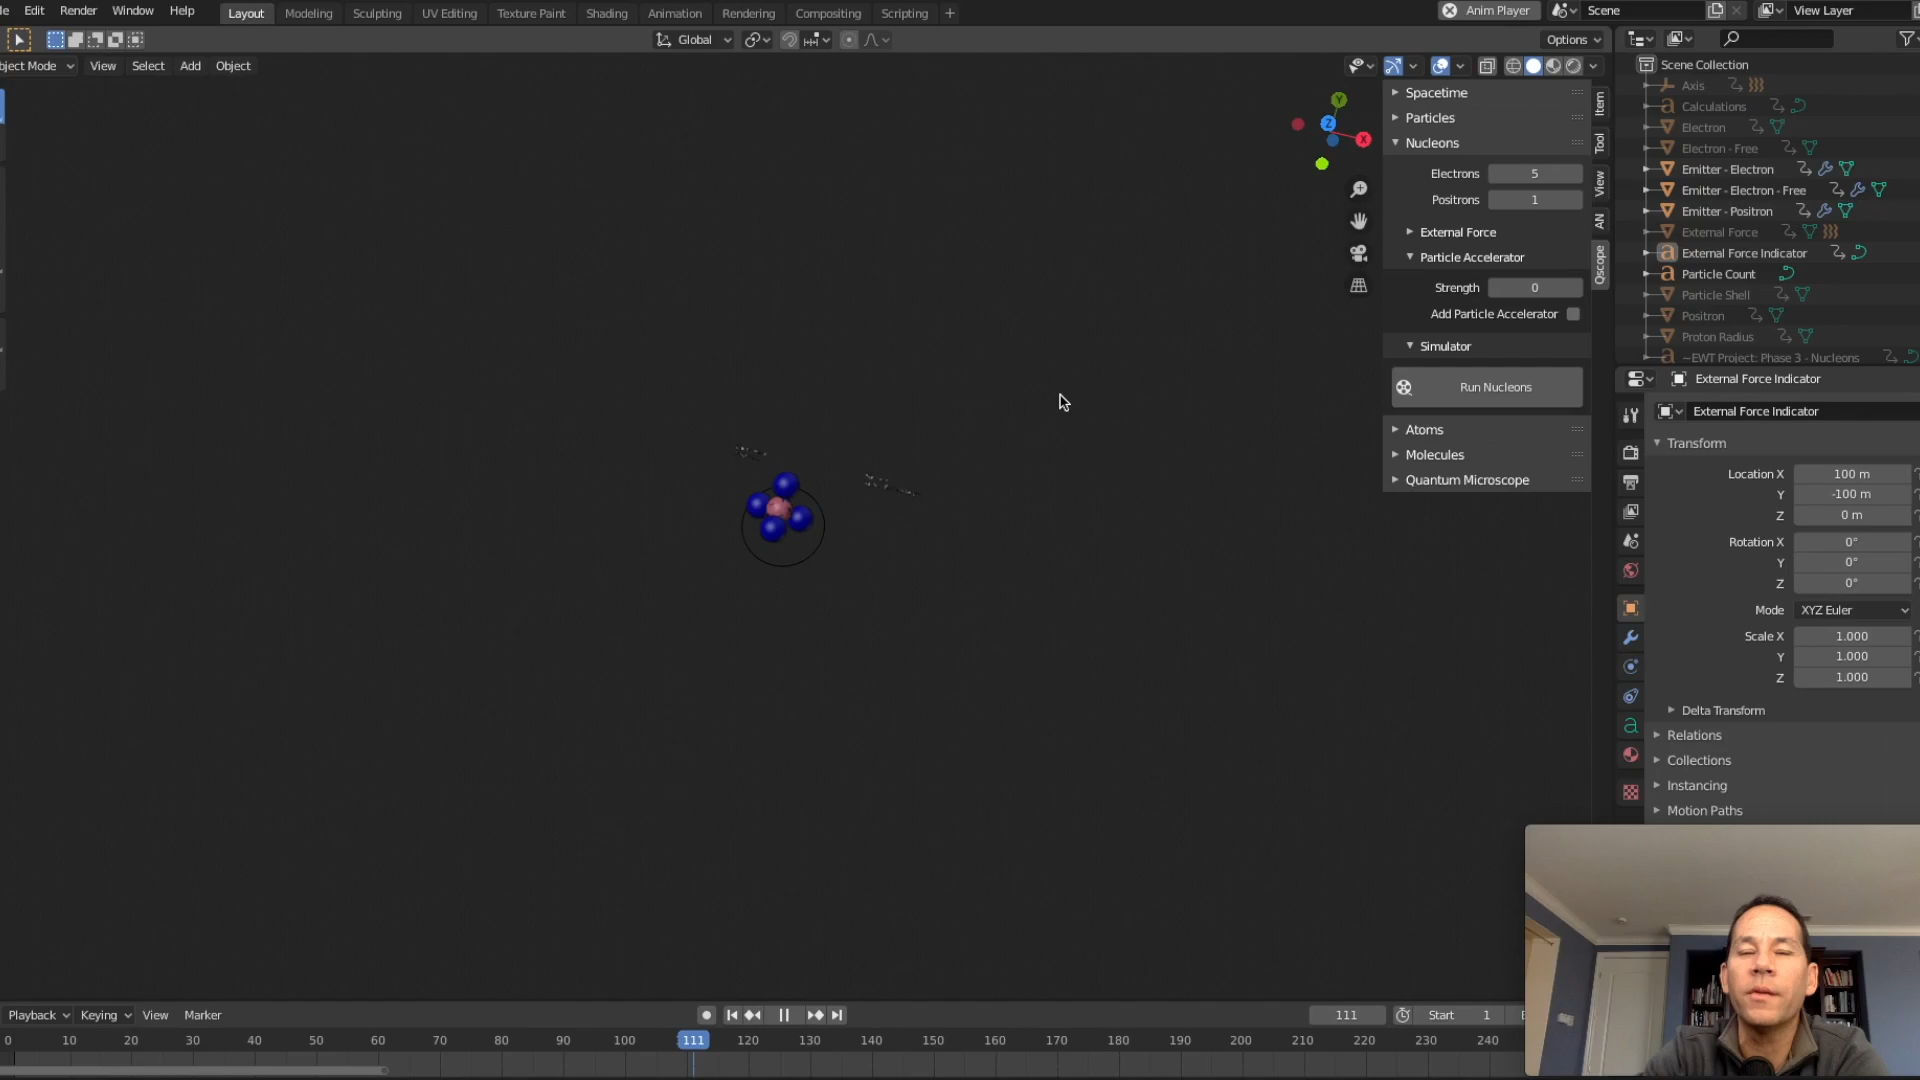 Edit Render Window Help Layout Modeling Sculpting UV Editing Texture Paint Shading Animation Rendering Compositing Scripting + Anim Player Scene View Layer
Global Options
bject Mode View Select Add Object
Y
Z
X
Spacetime
Particles
Nucleons
Electrons 5
Positrons 1
External Force
Particle Accelerator
Strength 0
Add Particle Accelerator
Simulator
Run Nucleons
Atoms
Molecules
Quantum Microscope
Item
Tool
View
AN
Qscope
Scene Collection
Axis
Calculations
Electron
Electron - Free
Emitter - Electron
Emitter - Electron - Free
Emitter - Positron
External Force
External Force Indicator
Particle Count
Particle Shell
Positron
Proton Radius
~EWT Project: Phase 3 - Nucleons
External Force Indicator
External Force Indicator
Transform
Location X 100 m
Y -100 m
Z 0 m
Rotation X 0°
Y 0°
Z 0°
Mode XYZ Euler
Scale X 1.000
Y 1.000
Z 1.000
Delta Transform
Relations
Collections
Instancing
Motion Paths
Playback Keying View Marker 111 Start 1
0 10 20 30 40 50 60 70 80 90 100 111 120 130 140 150 160 170 180 190 200 210 220 230 240